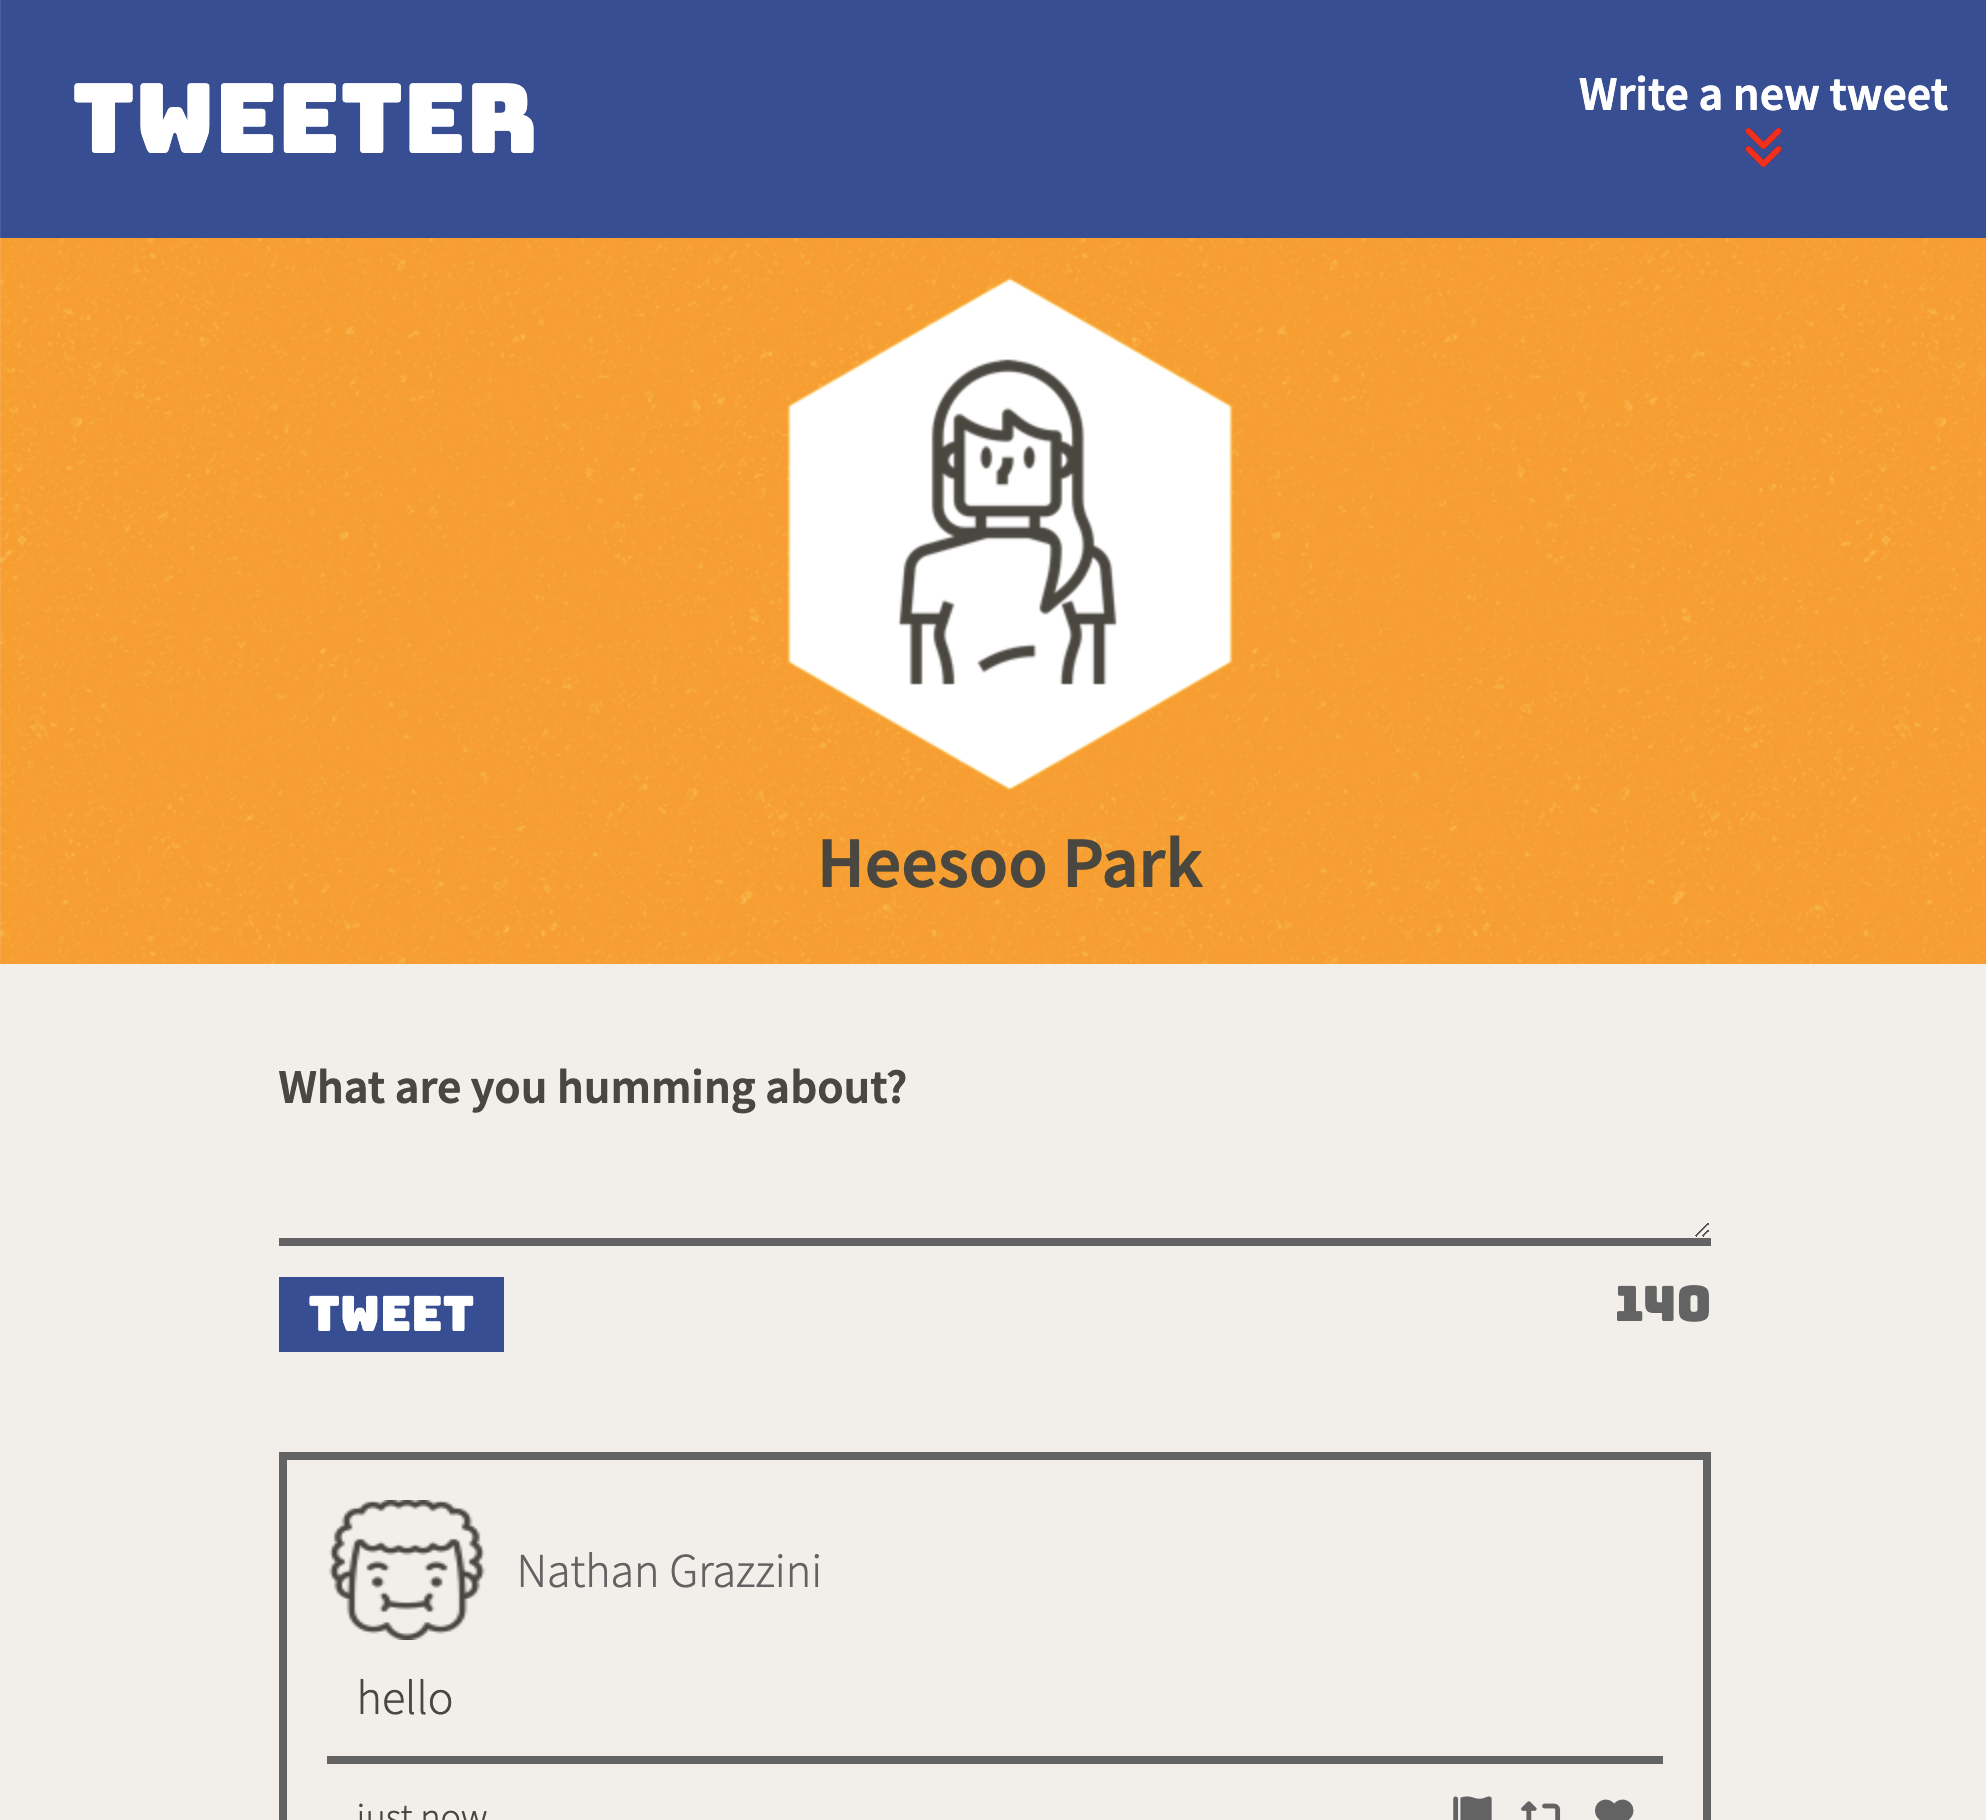 TWEETER
Write a new tweet
Heesoo Park
What are you humming about?
TWEET
140
Nathan Grazzini
hello
just now